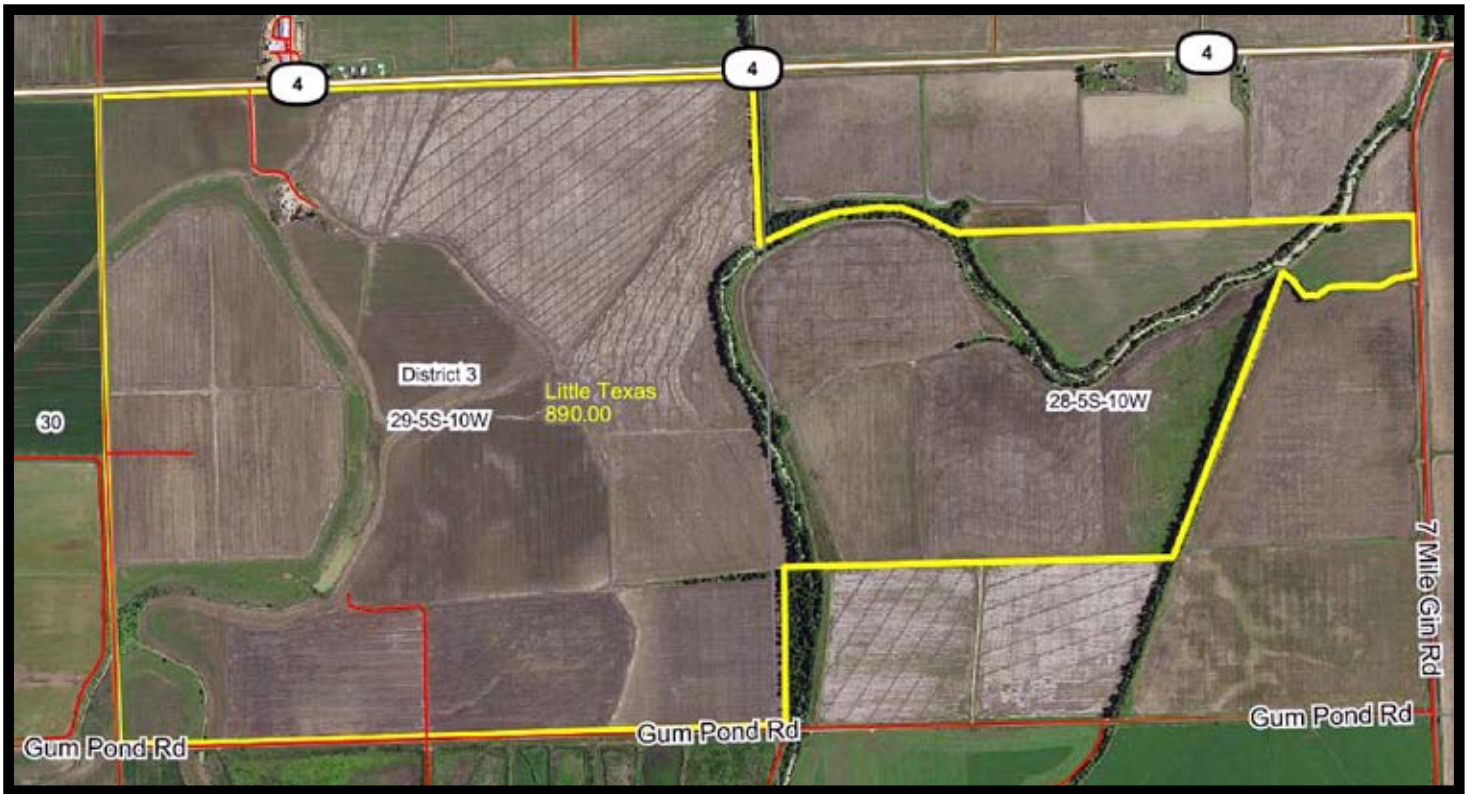 4
4
4
District 3
Little Texas
890.00
29-5S-10W
28-5S-10W
30
7 Mile Gin Rd
Gum Pond Rd
Gum Pond Rd
Gum Pond Rd